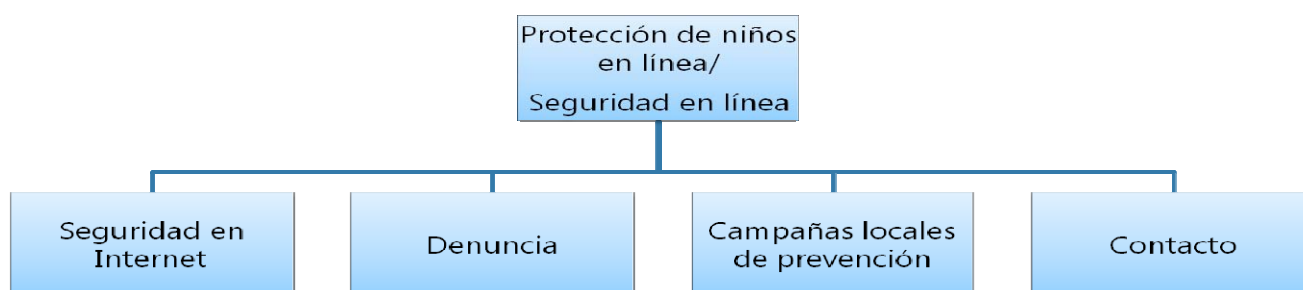 Protección de niños
en línea/
Seguridad en línea
Seguridad en
Internet
Denuncia
Campañas locales
de prevención
Contacto